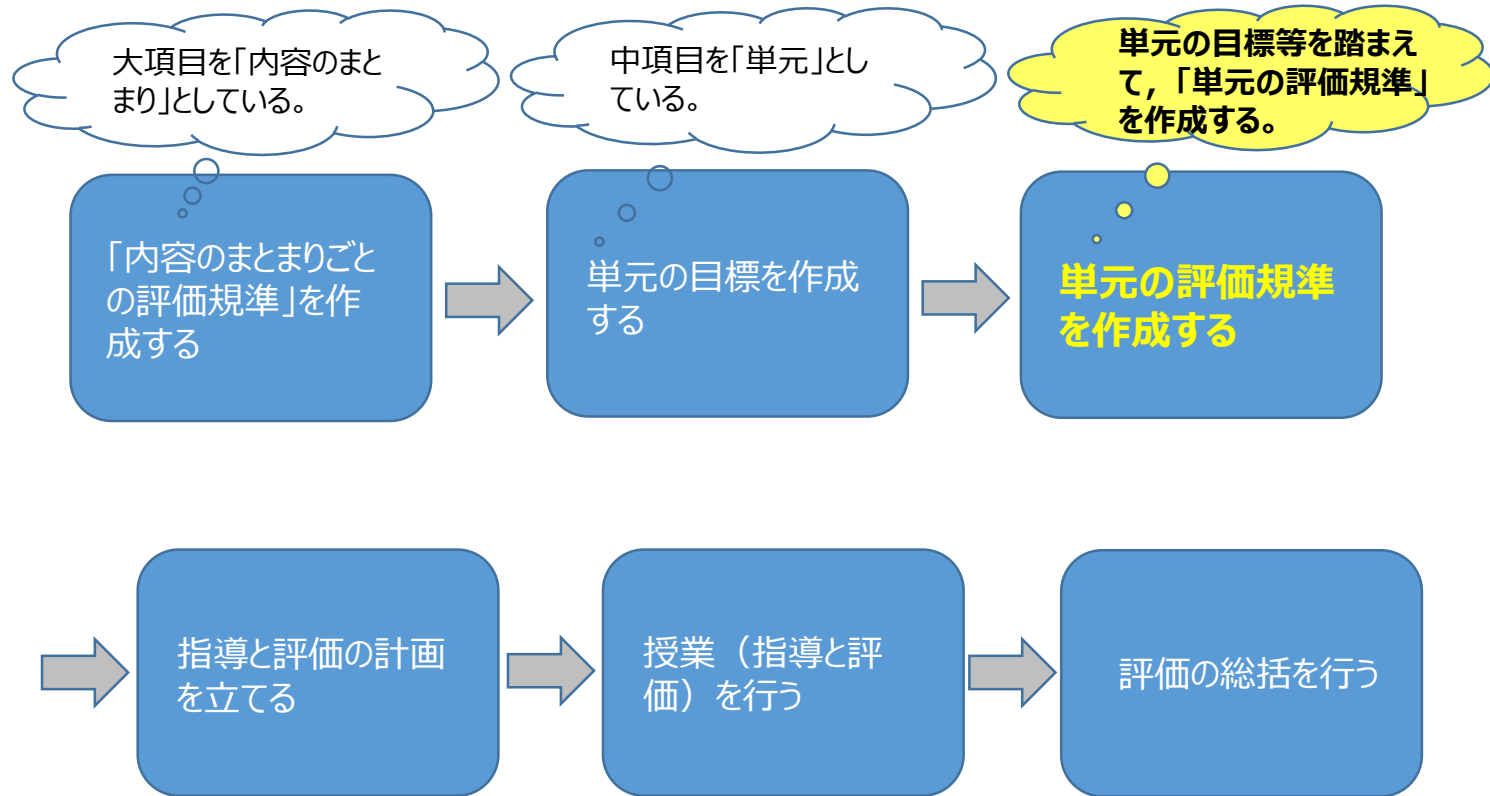 大項目を「内容のまと
まり」としている。
中項目を「単元」とし
ている。
単元の目標等を踏まえ
て，「単元の評価規準」
を作成する。
「内容のまとまりごと
の評価規準」を作
成する
単元の目標を作成
する
単元の評価規準
を作成する
指導と評価の計画
を立てる
授業（指導と評
価）を行う
評価の総括を行う